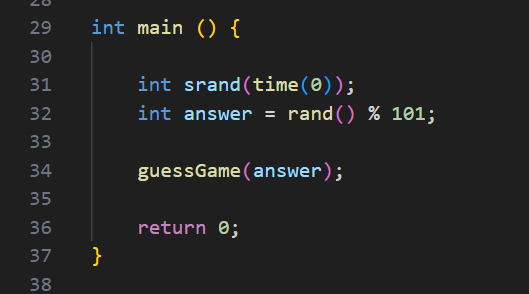 28
29 int main () {
30
31 int srand(time(0));
32 int answer = rand() % 101;
33
34 guessGame(answer);
35
36 return 0;
37 }
38